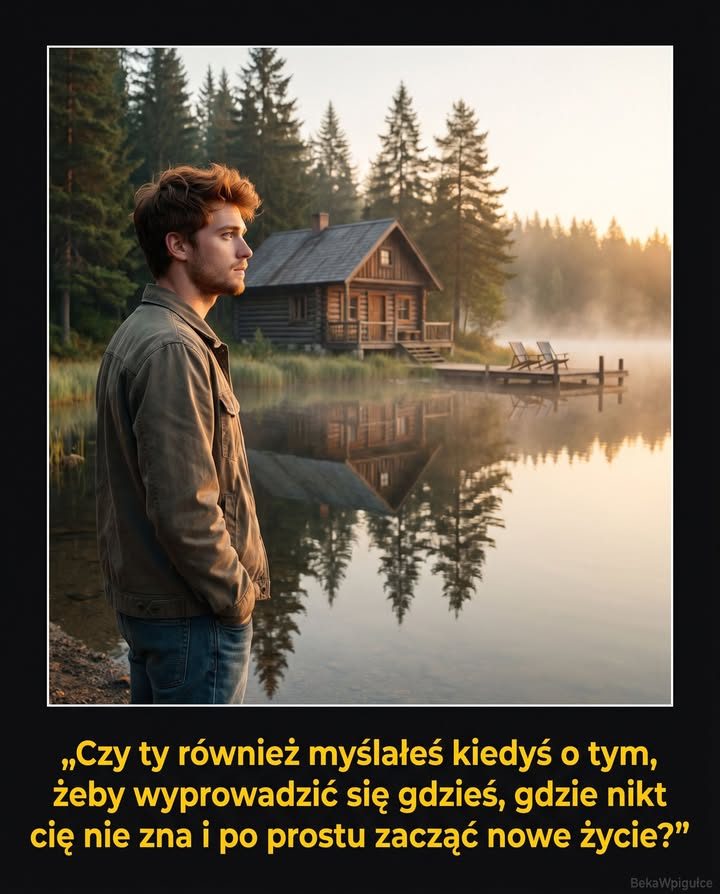 „Czy ty również myślałeś kiedyś o tym,
żeby wyprowadzić się gdzieś, gdzie nikt
cię nie zna i po prostu zacząć nowe życie?”
BekaWpigułce